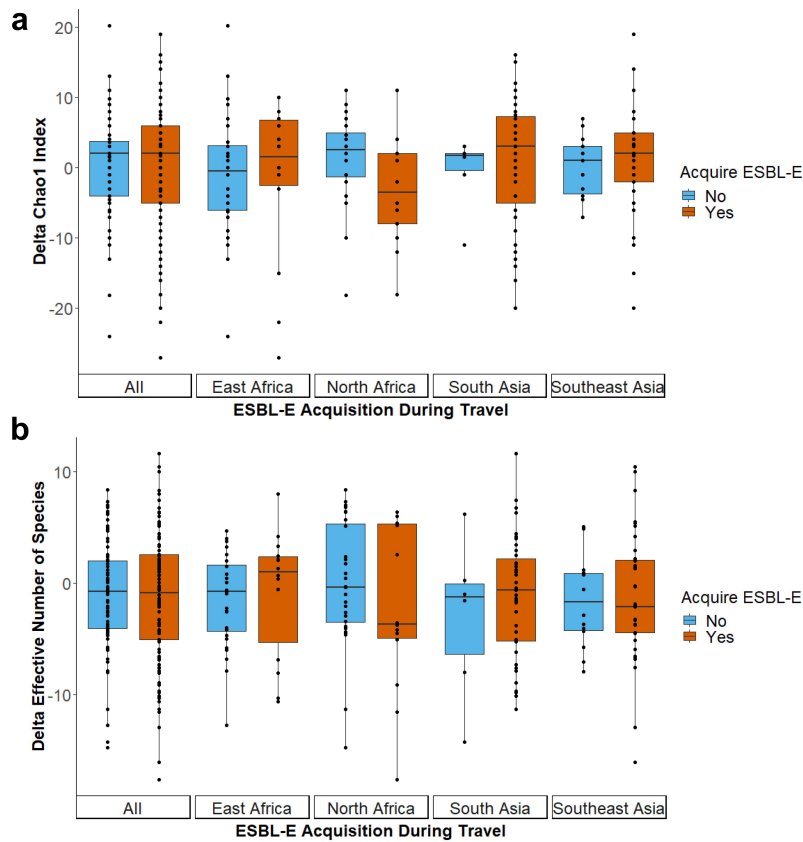 a
Delta Chao1 Index
20
10
0
-10
-20
All
East Africa
North Africa
South Asia
Southeast Asia
ESBL-E Acquisition During Travel
Acquire ESBL-E
No
Yes
b
Delta Effective Number of Species
10
0
-10
All
East Africa
North Africa
South Asia
Southeast Asia
ESBL-E Acquisition During Travel
Acquire ESBL-E
No
Yes